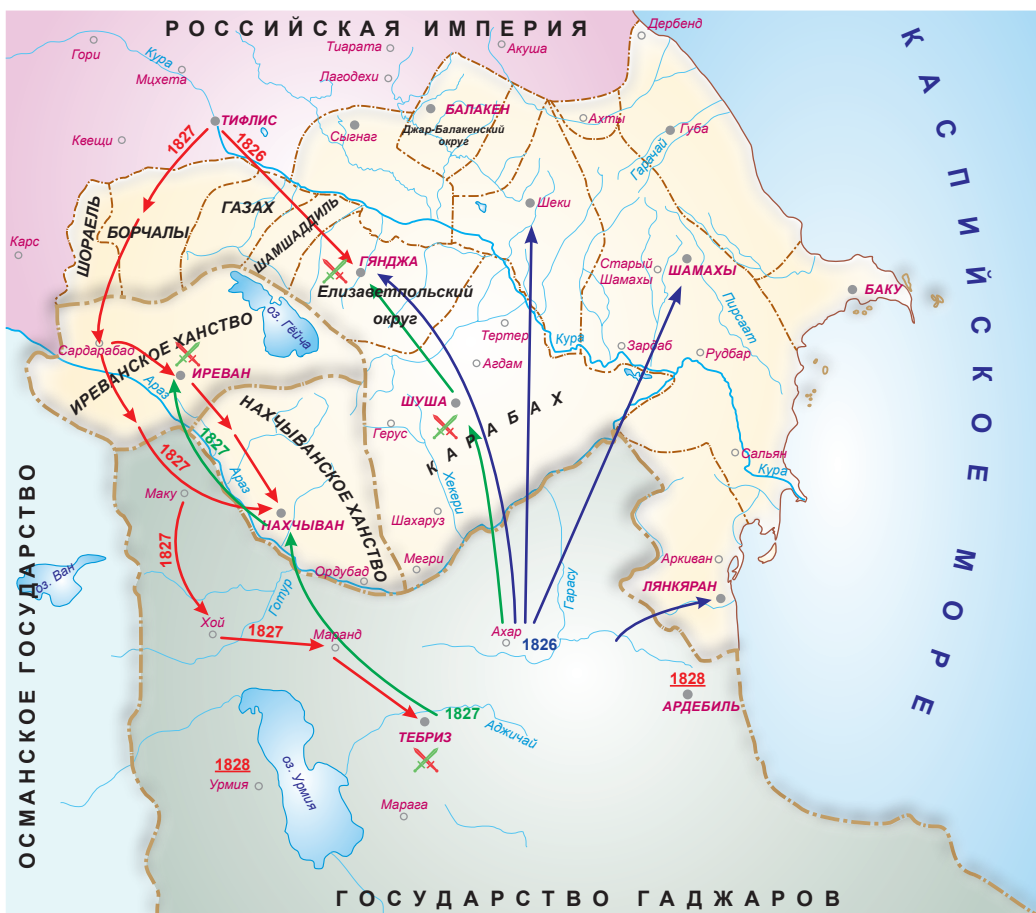 РОССИЙСКАЯ ИМПЕРИЯ
Дербенд
Гори
Кура
Тиарата
Акуша
Мцхета
Лагодехи
БАЛАКЕН
Джар-Балакенский
округ
Ахты
Губа
ТИФЛИС
Сыгнаг
Квещи
1827
1826
Гарачай
КАСПИЙСКОЕ МОРЕ
ШОРАЕЛЬ
БОРЧАЛЫ
ГАЗАХ
ШАМШАДДИЛЬ
Шеки
Карс
ГЯНДЖА
Елизаветпольский
округ
Старый
Шамахы
ШАМАХЫ
БАКУ
Пирсаат
оз. Гёйча
Сардарабад
ИРЕВАНСКОЕ ХАНСТВО
ИРЕВАН
Араз
Тертер
Кура
Зардаб
Рудбар
Агдам
ШУША
КАРАБАХ
Герус
НАХЧЫВАНСКОЕ ХАНСТВО
1827
1827
Араз
Хекери
Сальян
Кура
Маку
НАХЧЫВАН
Шахаруз
1827
Ордубад
Мегри
Аркиван
ЛЯНКЯРАН
Готур
Гарасу
оз. Ван
ОСМАНСКОЕ ГОСУДАРСТВО
Хой
1827
Маранд
Ахар
1826
1828
АРДЕБИЛЬ
1827
ТЕБРИЗ
Аджичай
1828
Урмия
оз. Урмия
Марага
ГОСУДАРСТВО ГАДЖАРОВ